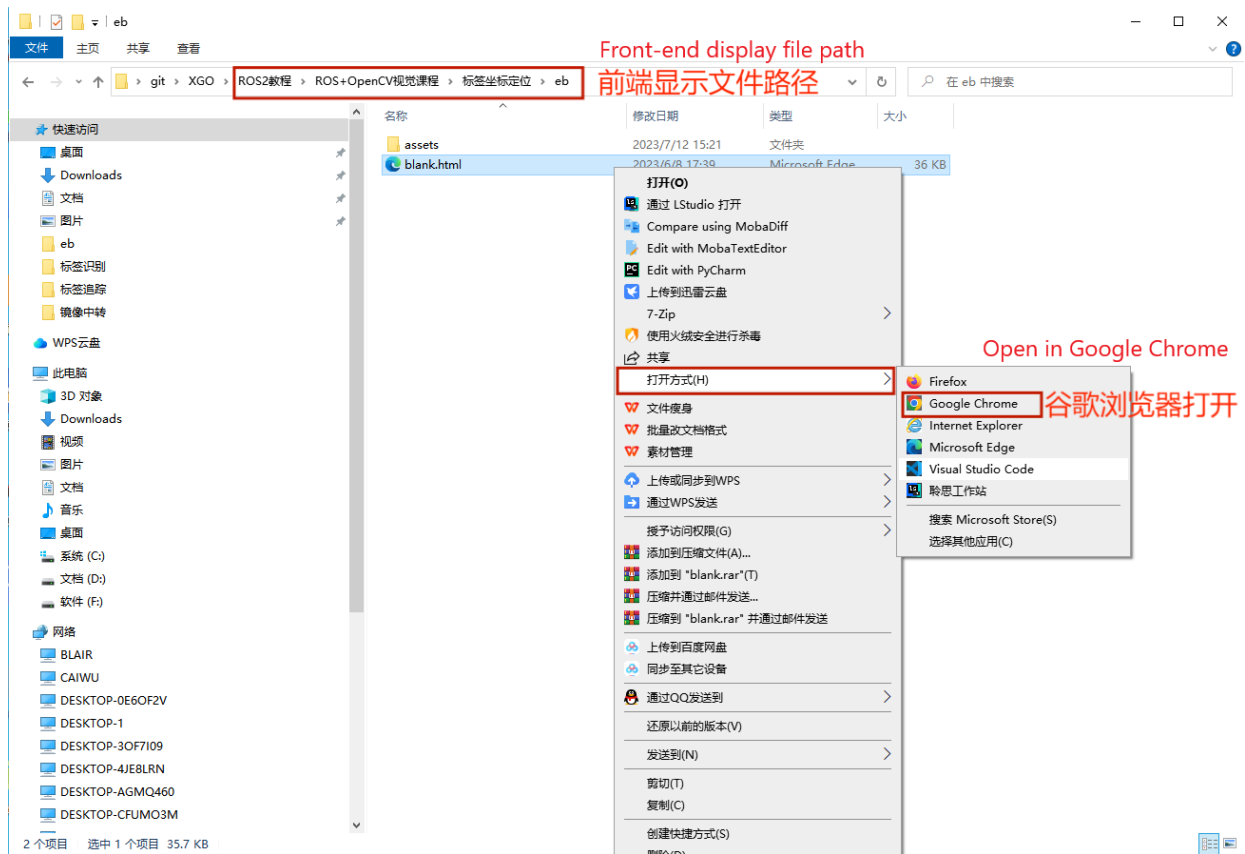 eb
文件 主页 共享 查看
Front-end display file path
git › XGO › ROS2教程 › ROS+OpenCV视觉课程 › 标签坐标定位 › eb
前端显示文件路径
在 eb 中搜索
名称 修改日期 类型 大小
快速访问
桌面
Downloads
文档
图片
eb
标签识别
标签追踪
镜像中转
WPS云盘
此电脑
3D 对象
Downloads
视频
图片
文档
音乐
桌面
系统 (C:)
文档 (D:)
软件 (F:)
网络
BLAIR
CAIWU
DESKTOP-0E6OF2V
DESKTOP-1
DESKTOP-3OF7I09
DESKTOP-4JE8LRN
DESKTOP-AGMQ460
DESKTOP-CFUMO3M
assets 2023/7/12 15:21 文件夹
blank.html 2023/6/8 17:39 Microsoft Edge 36 KB
打开(O)
通过 LStudio 打开
Compare using MobaDiff
Edit with MobaTextEditor
Edit with PyCharm
上传到迅雷云盘
7-Zip
使用火绒安全进行杀毒
共享
打开方式(H)
文件瘦身
批量改文档格式
素材管理
上传或同步到WPS
通过WPS发送
授予访问权限(G)
添加到压缩文件(A)...
添加到 "blank.rar"(T)
压缩并通过邮件发送...
压缩到 "blank.rar" 并通过邮件发送
上传到百度网盘
同步至其它设备
通过QQ发送到
还原以前的版本(V)
发送到(N)
剪切(T)
复制(C)
创建快捷方式(S)
删除(D)
Open in Google Chrome
Firefox
Google Chrome
谷歌浏览器打开
Internet Explorer
Microsoft Edge
Visual Studio Code
聆思工作站
搜索 Microsoft Store(S)
选择其他应用(C)
2 个项目 选中 1 个项目 35.7 KB